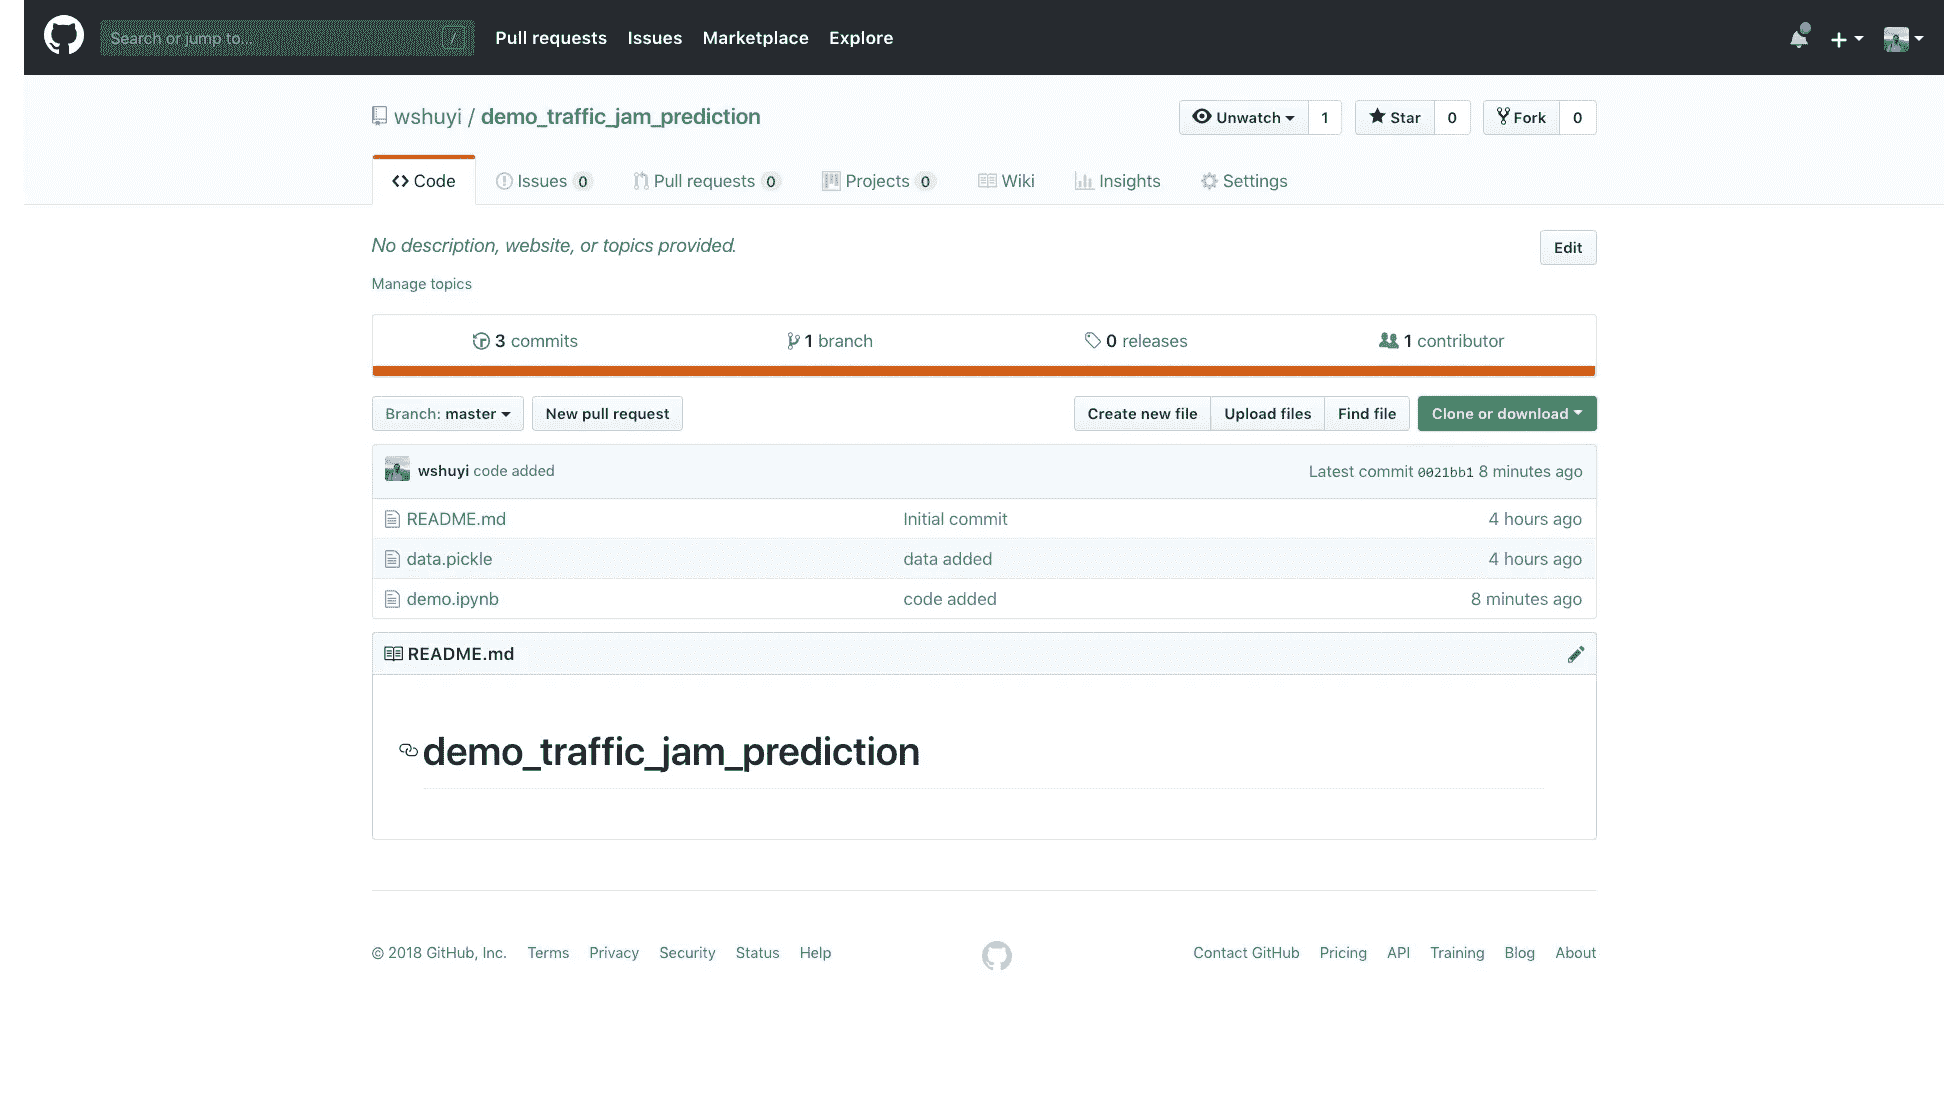 Search or jump to... / Pull requests Issues Marketplace Explore
wshuyi / demo_traffic_jam_prediction Unwatch 1 Star 0 Fork 0
Code Issues 0 Pull requests 0 Projects 0 Wiki Insights Settings
No description, website, or topics provided. Edit
Manage topics
3 commits 1 branch 0 releases 1 contributor
Branch: master New pull request Create new file Upload files Find file Clone or download
wshuyi code added Latest commit 0021bb1 8 minutes ago
README.md Initial commit 4 hours ago
data.pickle data added 4 hours ago
demo.ipynb code added 8 minutes ago
README.md
demo_traffic_jam_prediction
© 2018 GitHub, Inc. Terms Privacy Security Status Help Contact GitHub Pricing API Training Blog About